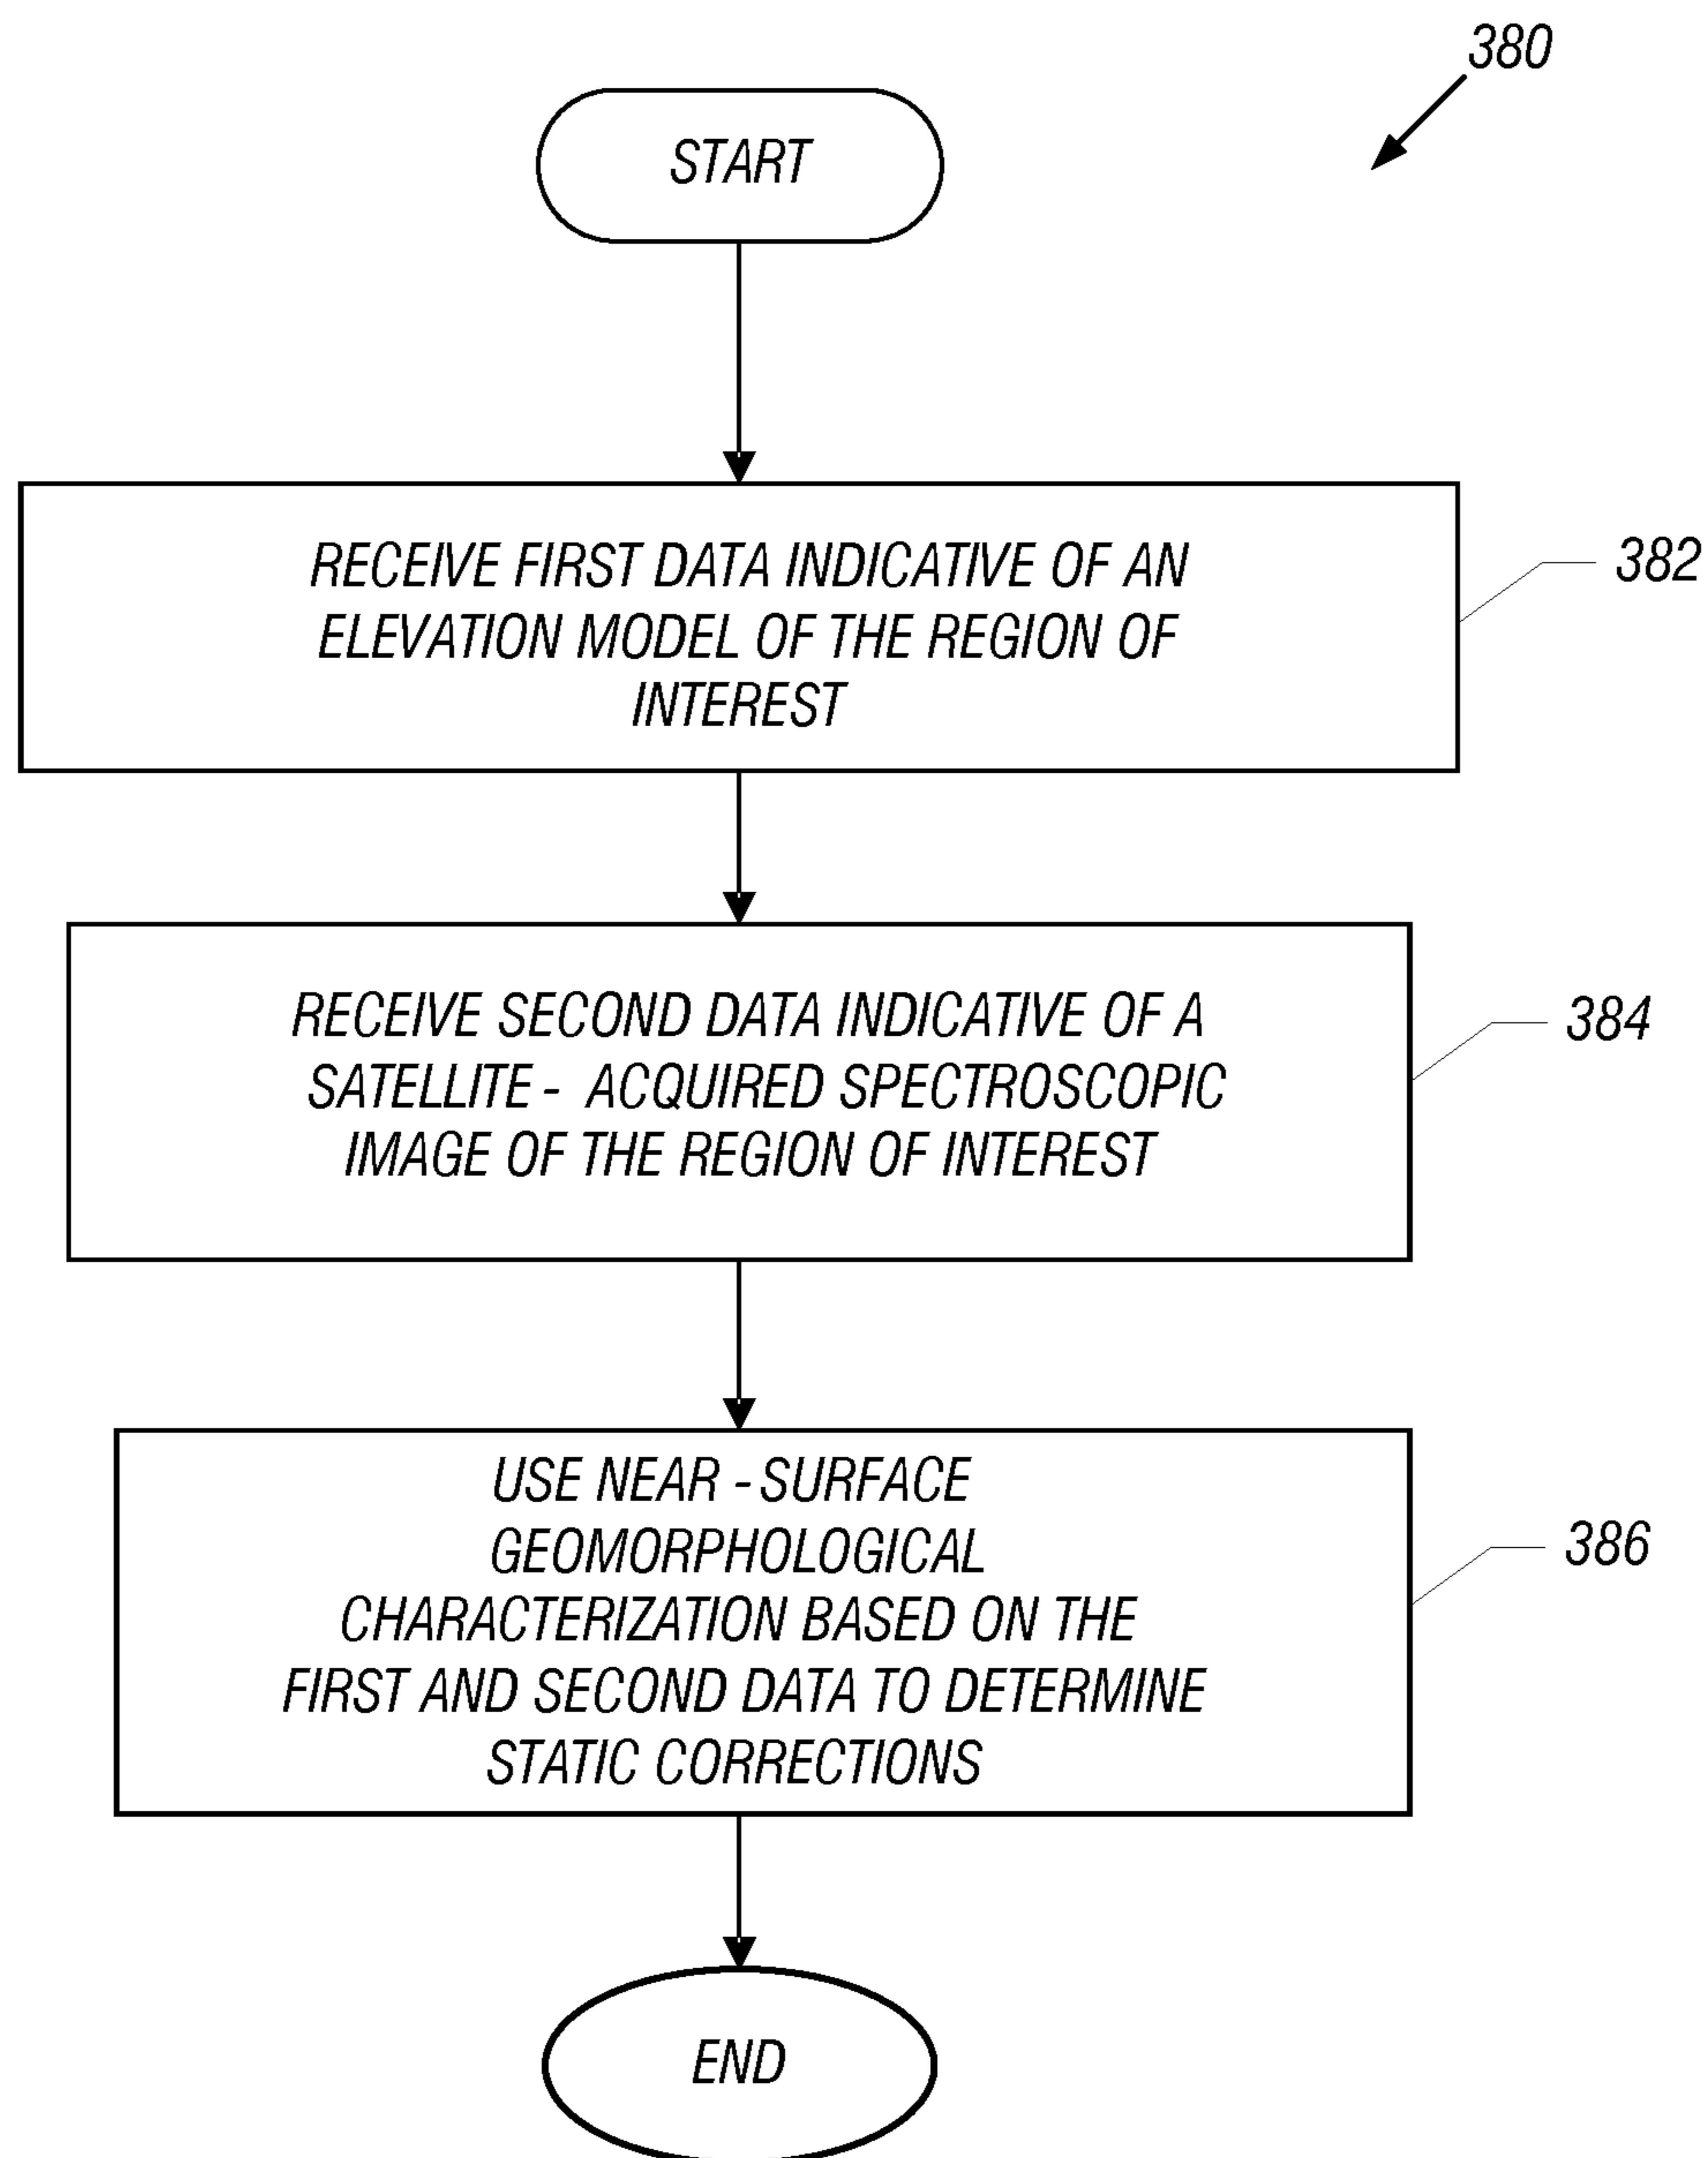 380
START
RECEIVE FIRST DATA INDICATIVE OF AN
ELEVATION MODEL OF THE REGION OF
INTEREST
382
RECEIVE SECOND DATA INDICATIVE OF A
SATELLITE - ACQUIRED SPECTROSCOPIC
IMAGE OF THE REGION OF INTEREST
384
USE NEAR - SURFACE
GEOMORPHOLOGICAL
CHARACTERIZATION BASED ON THE
FIRST AND SECOND DATA TO DETERMINE
STATIC CORRECTIONS
386
END